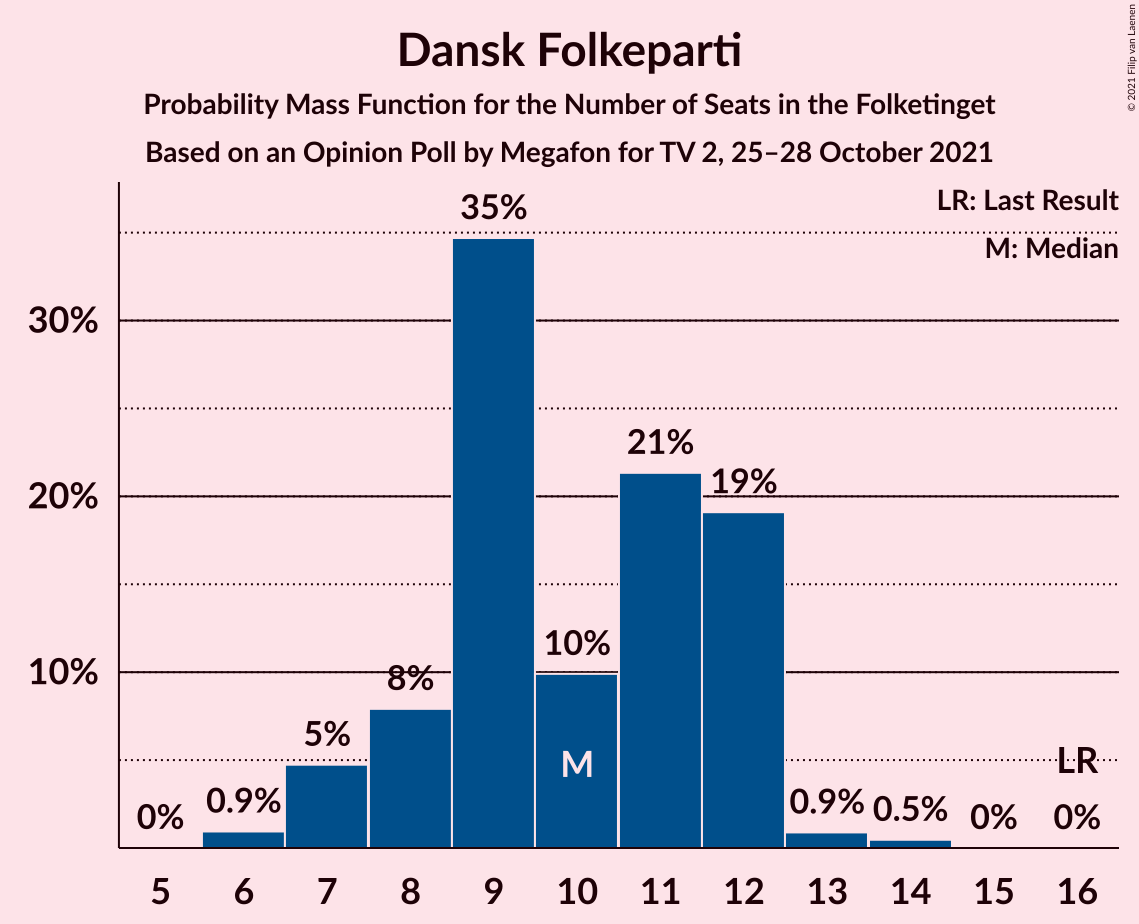 Dansk Folkeparti
Probability Mass Function for the Number of Seats in the Folketinget
Based on an Opinion Poll by Megafon for TV 2, 25–28 October 2021
© 2021 Filip van Laenen
LR: Last Result
M: Median
35%
30%
21%
19%
20%
10%
10%
8%
5%
M
LR
0%
0.9%
0.9%
0.5%
0%
0%
5 6 7 8 9 10 11 12 13 14 15 16